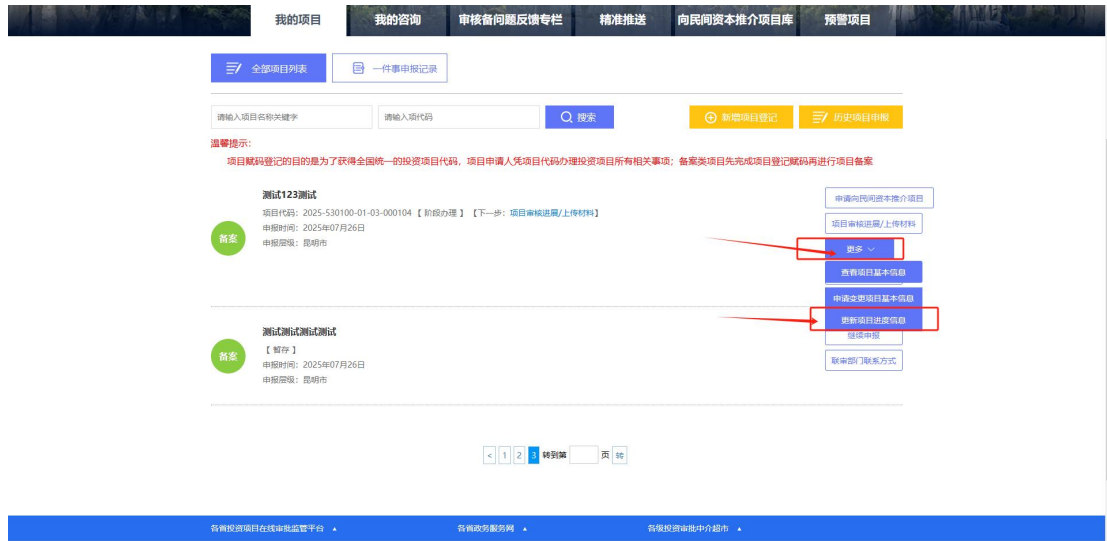 我的项目 我的咨询 审核备问题反馈专栏 精准推送 向民间资本推介项目库 预警项目
全部项目列表 一件事申报记录
请输入项目名称关键字 请输入项代码 搜索 新增项目登记 历史项目申报
温馨提示:
项目赋码登记的目的是为了获得全国统一的投资项目代码，项目申请人凭项目代码办理投资项目所有相关事项；备案类项目先完成项目登记赋码再进行项目备案
测试123测试
申请向民间资本推介项目
项目代码：2025-530100-01-03-000104 【 阶段办理 】 【下一步：项目审核进展/上传材料】
项目审核进展/上传材料
备案
申报时间：2025年07月26日
申报层级：昆明市
更多
查看项目基本信息
申请变更项目基本信息
更新项目进度信息
测试测试测试测试
继续申报
备案
【 暂存 】
申报时间：2025年07月26日
联审部门联系方式
申报层级：昆明市
< 1 2 3 转到第 页 转
各省投资项目在线审批监管平台 各省政务服务网 各级投资审批中介超市